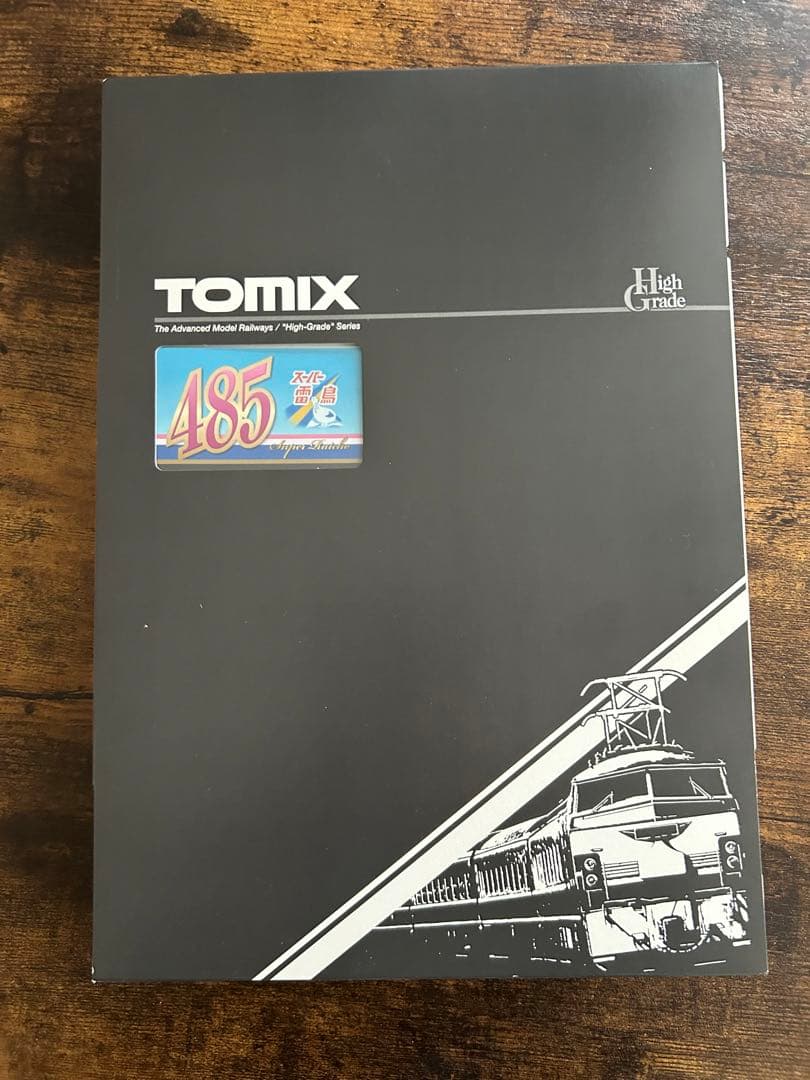 TOMIX
High
Grade
The Advanced Model Railways / "High-Grade" Series
485
スーパー
雷鳥
Super Raicho